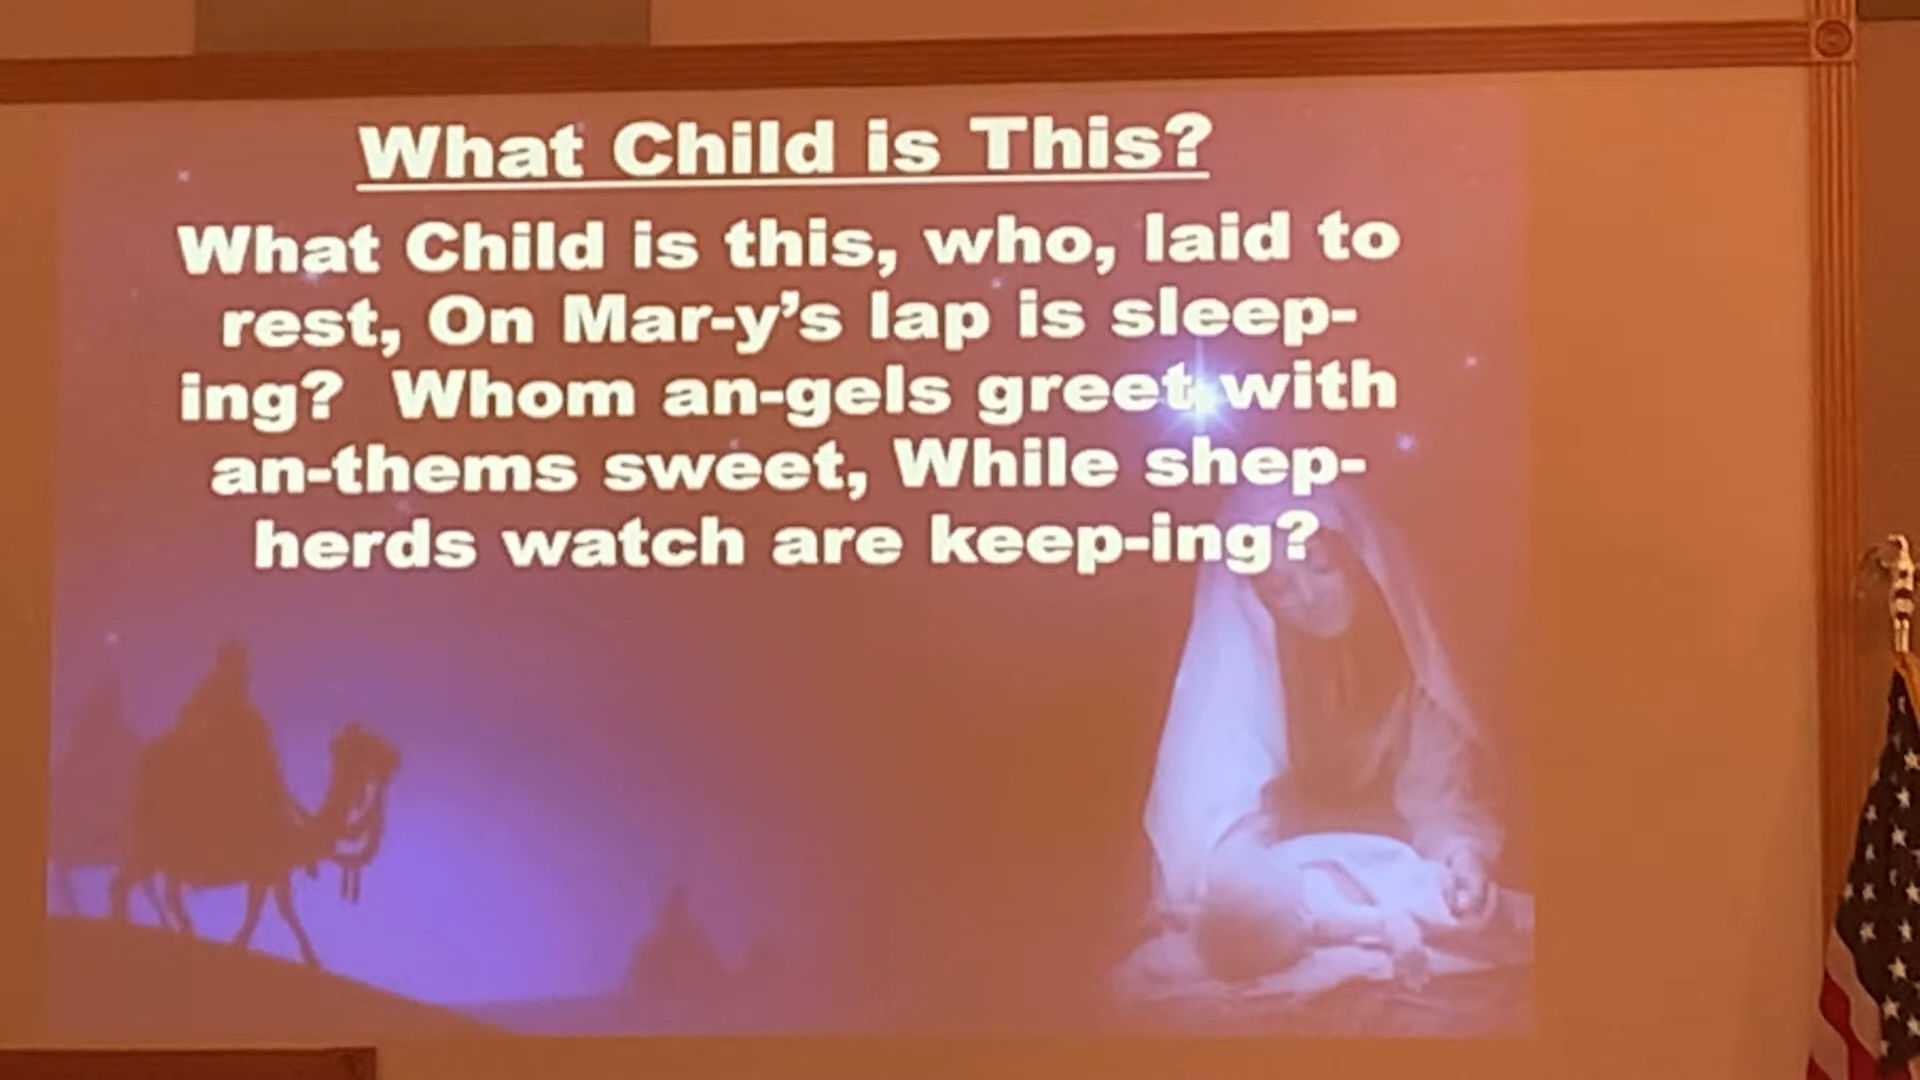 What Child is This?
What Child is this, who, laid to
rest, On Mar-y’s lap is sleep-
ing? Whom an-gels greet with
an-thems sweet, While shep-
herds watch are keep-ing?